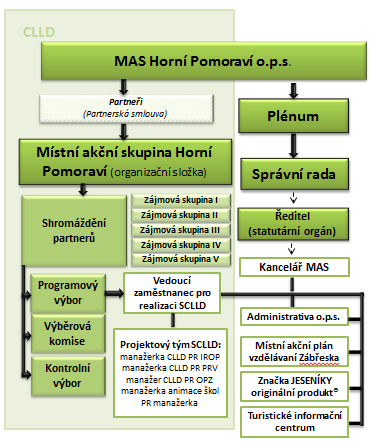 CLLD
MAS Horní Pomoraví o.p.s.
Partneři
(Partnerská smlouva)
Místní akční skupina Horní
Pomoraví (organizační složka)
Shromáždění
partnerů
Zájmová skupina I
Zájmová skupina II
Zájmová skupina III
Zájmová skupina IV
Zájmová skupina V
Programový
výbor
Výběrová
komise
Kontrolní
výbor
Vedoucí
zaměstnanec pro
realizaci SCLLD
Projektový tým SCLLD:
manažerka CLLD PR IROP
manažerka CLLD PR PRV
manažer CLLD PR OPZ
manažerka animace škol
PR manažerka
Plénum
Správní rada
Ředitel
(statutární orgán)
Kancelář MAS
Administrativa o.p.s.
Místní akční plán
vzdělávaní Zábřeska
Značka JESENÍKY
originální produkt®
Turistické informační
centrum